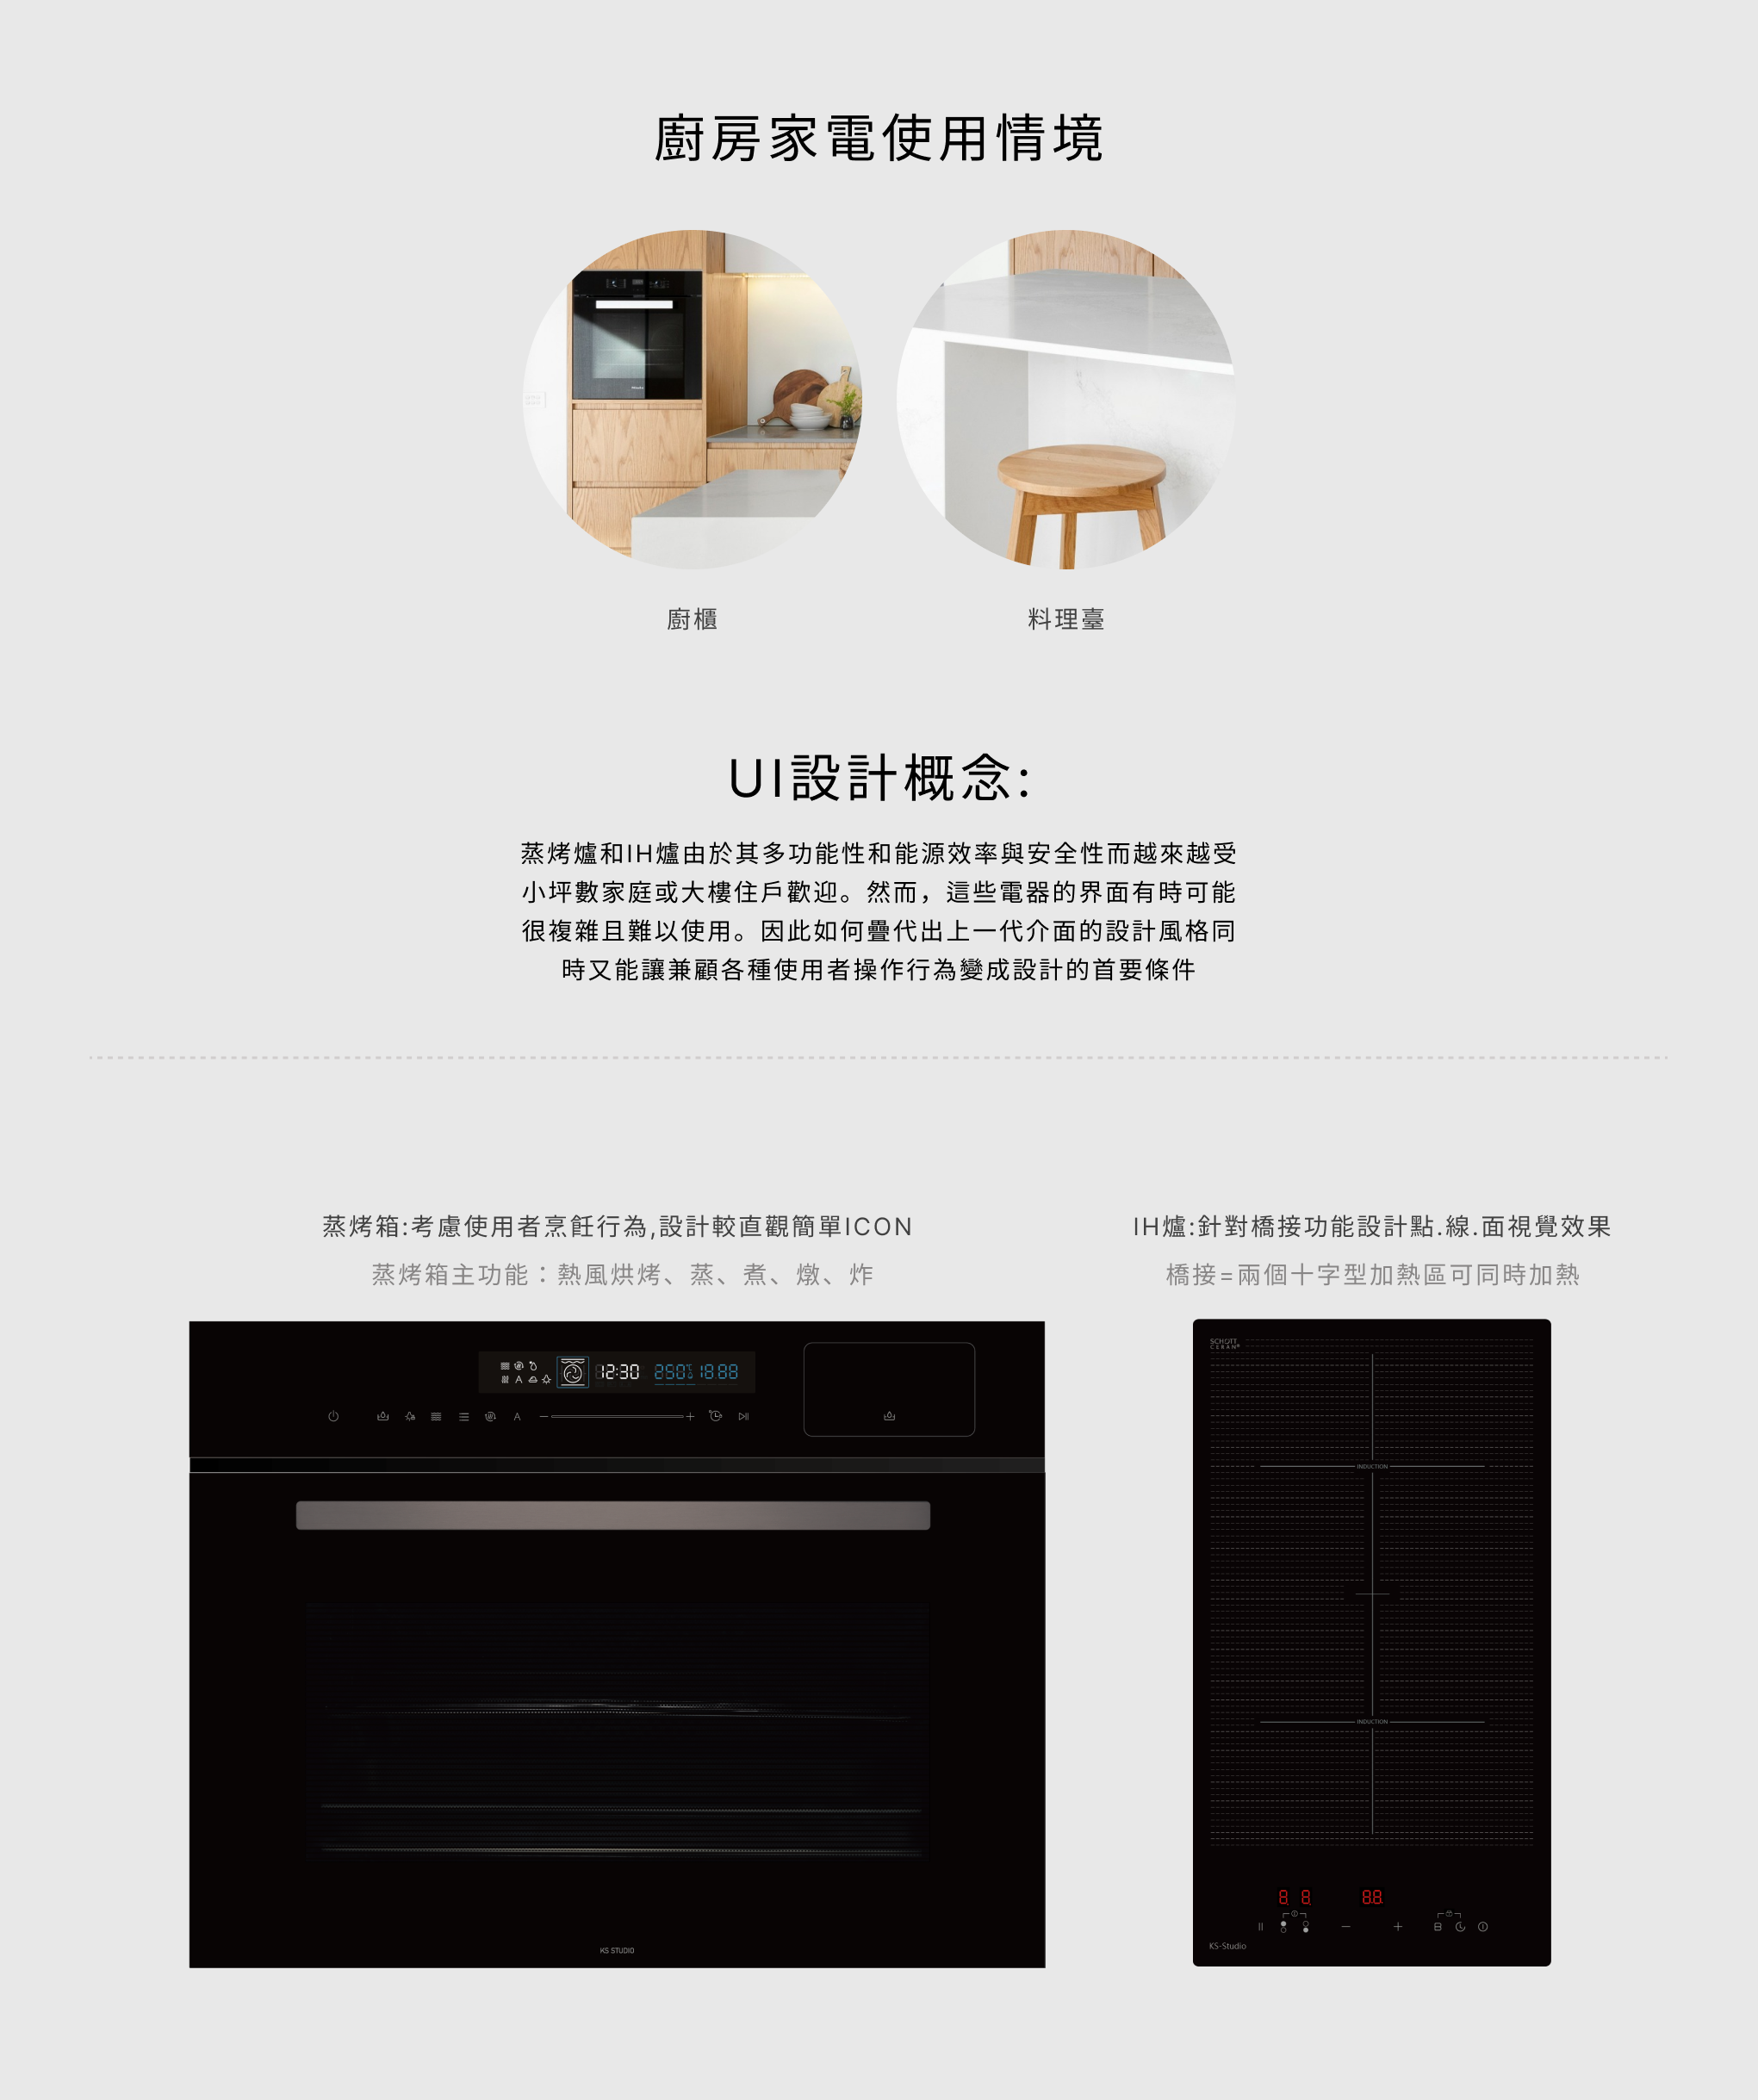 廚房家電使用情境
廚櫃
料理臺
UI設計概念:
蒸烤爐和IH爐由於其多功能性和能源效率與安全性而越來越受
小坪數家庭或大樓住戶歡迎。然而，這些電器的界面有時可能
很複雜且難以使用。因此如何疊代出上一代介面的設計風格同
時又能讓兼顧各種使用者操作行為變成設計的首要條件
蒸烤箱:考慮使用者烹飪行為,設計較直觀簡單ICON
蒸烤箱主功能：熱風烘烤、蒸、煮、燉、炸
A
12:30
250°C
18:88
A
KS STUDIO
IH爐:針對橋接功能設計點.線.面視覺效果
橋接=兩個十字型加熱區可同時加熱
SCHOTT
CERAN®
INDUCTION
INDUCTION
8. 8. 8.8.
B
KS-Studio